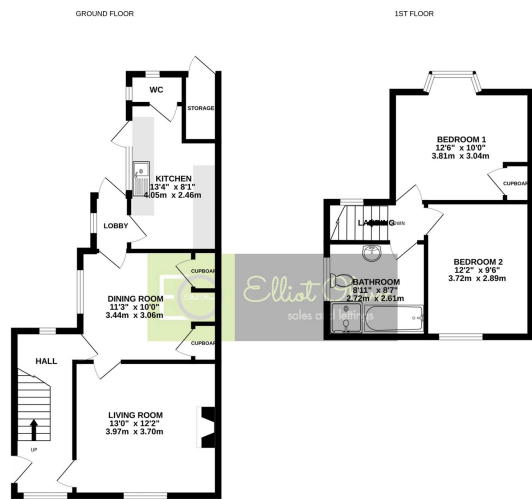 GROUND FLOOR
1ST FLOOR
WC
STORAGE
KITCHEN
13'4" x 8'1"
4.05m x 2.46m
LOBBY
CUPBOARD
DINING ROOM
11'3" x 10'0"
3.44m x 3.06m
CUPBOARD
HALL
UP
LIVING ROOM
13'0" x 12'2"
3.97m x 3.70m
BEDROOM 1
12'6" x 10'0"
3.81m x 3.04m
CUPBOARD
LANDING
DOWN
BEDROOM 2
12'2" x 9'6"
3.72m x 2.89m
BATHROOM
8'11" x 8'7"
2.72m x 2.61m
Elliot
sales and lettings